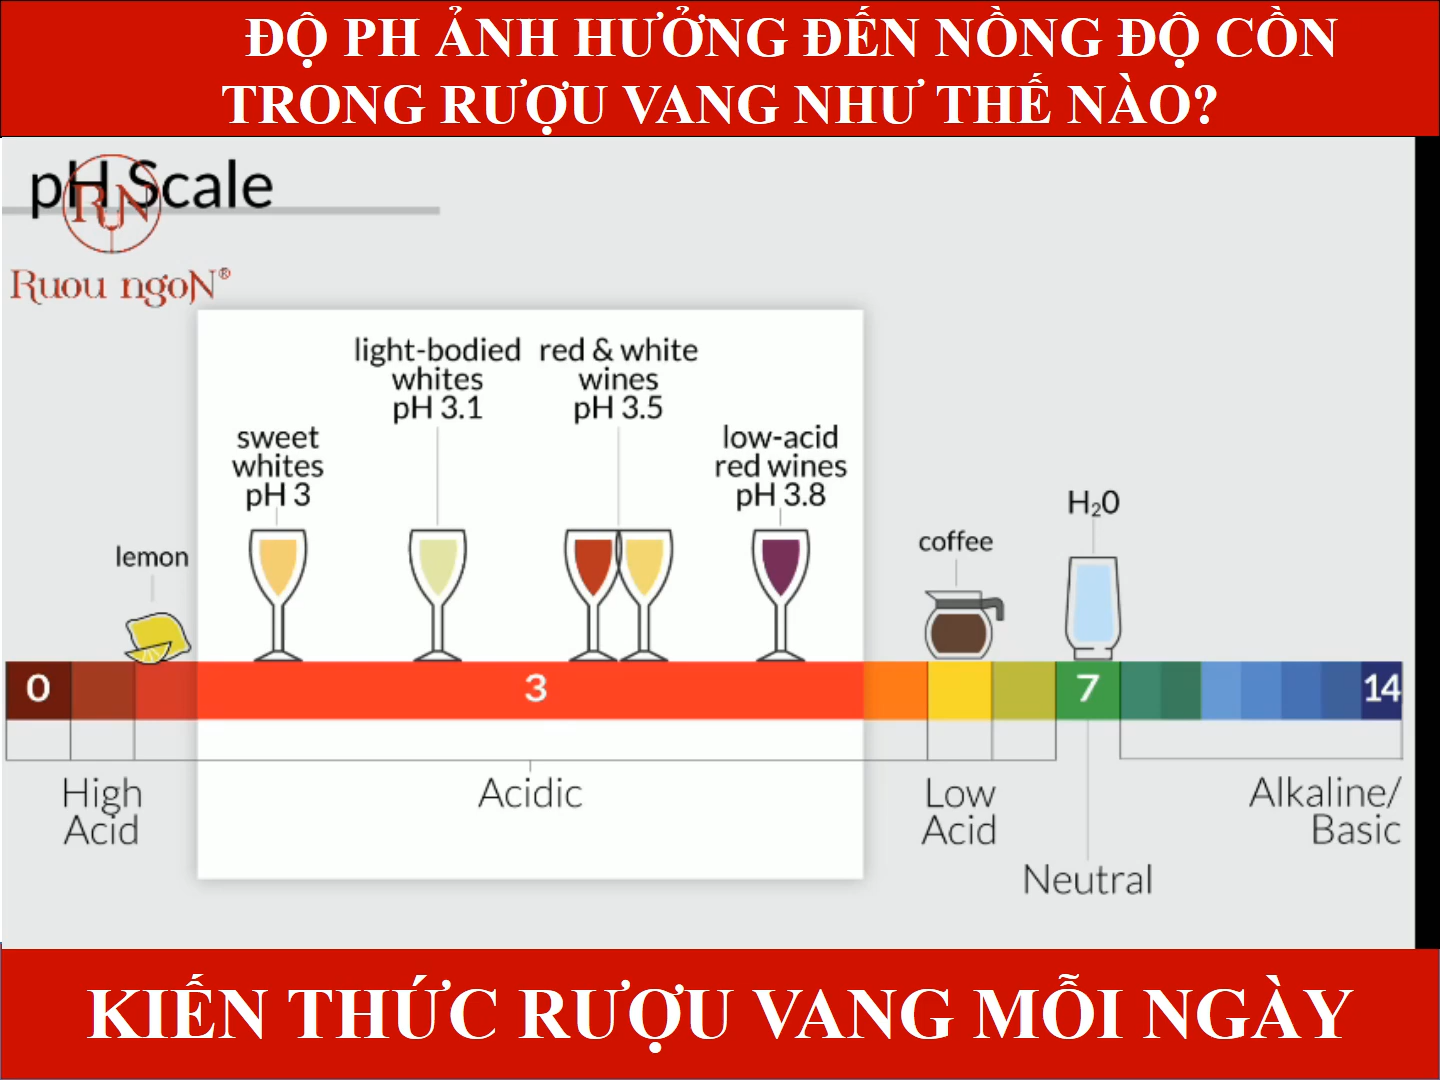 ĐỘ PH ẢNH HƯỞNG ĐẾN NỒNG ĐỘ CỒN
TRONG RƯỢU VANG NHƯ THẾ NÀO?
pH Scale
RN
Ruou ngoN®
light-bodied
whites
pH 3.1
red & white
wines
pH 3.5
sweet
whites
pH 3
low-acid
red wines
pH 3.8
lemon
coffee
H₂0
0
3
7
14
High
Acid
Acidic
Low
Acid
Neutral
Alkaline/
Basic
KIẾN THỨC RƯỢU VANG MỖI NGÀY